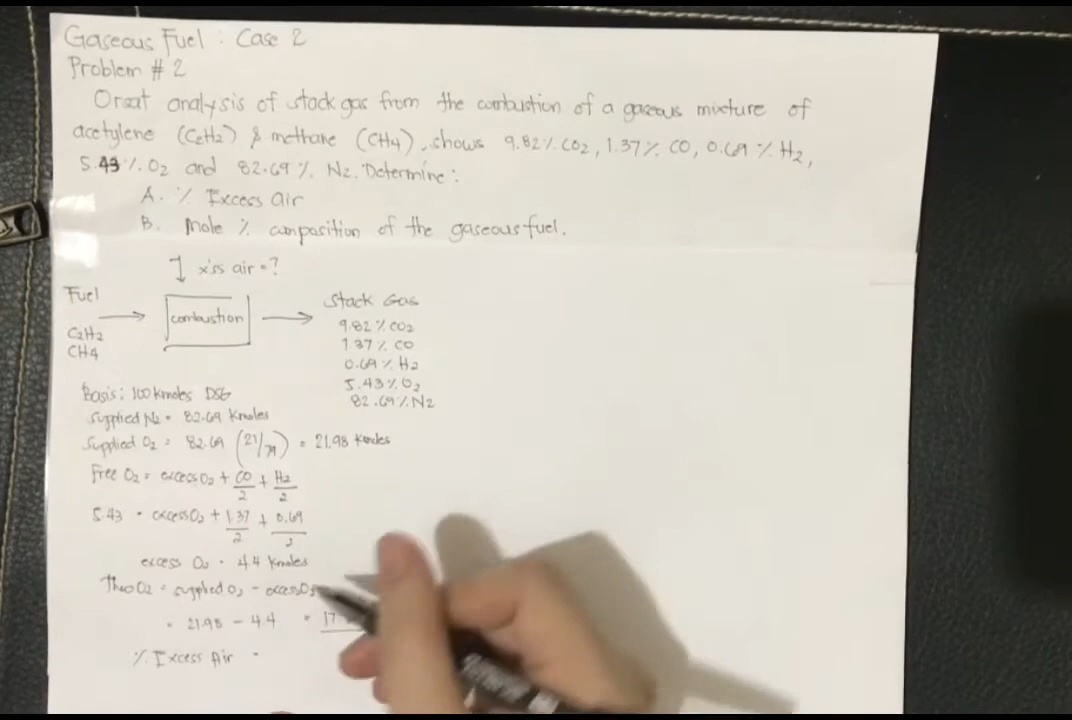 Gaseous Fuel : Case 2
Problem # 2
Orsat analysis of stack gas from the combustion of a gaseous mixture of
acetylene (C2H2) & methane (CH4), shows 9.82% CO2, 1.37% CO, 0.69% H2,
5.43% O2 and 82.69% N2. Determine:
A. % Excess air
B. Mole % composition of the gaseous fuel.
x's air = ?
Fuel
C2H2
CH4
combustion
Stack Gas
9.82% CO2
1.37% CO
0.69% H2
5.43% O2
82.69% N2
Basis: 100 kmoles DSG
Supplied N2 = 82.69 Kmoles
Supplied O2 = 82.69 (21/79) = 21.98 Kmoles
Free O2 = excess O2 + CO/2 + H2/2
5.43 = excess O2 + 1.37/2 + 0.69/2
excess O2 = 4.4 Kmoles
Theo O2 = supplied O2 - excess O2
= 21.98 - 4.4 = 17
% Excess Air =